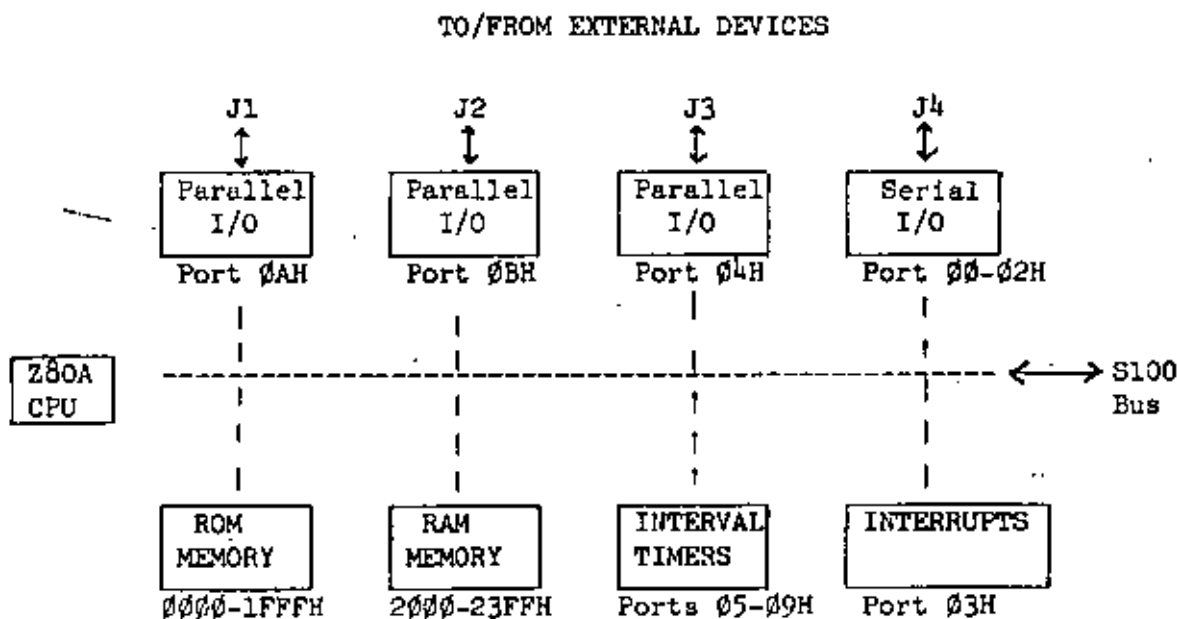 TO/FROM EXTERNAL DEVICES
J1
J2
J3
J4
Parallel
I/O
Port ØAH
Parallel
I/O
Port ØBH
Parallel
I/O
Port Ø4H
Serial
I/O
Port ØØ-Ø2H
Z80A
CPU
S100
Bus
ROM
MEMORY
ØØØØ-1FFFH
RAM
MEMORY
2ØØØ-23FFH
INTERVAL
TIMERS
Ports Ø5-Ø9H
INTERRUPTS
Port Ø3H